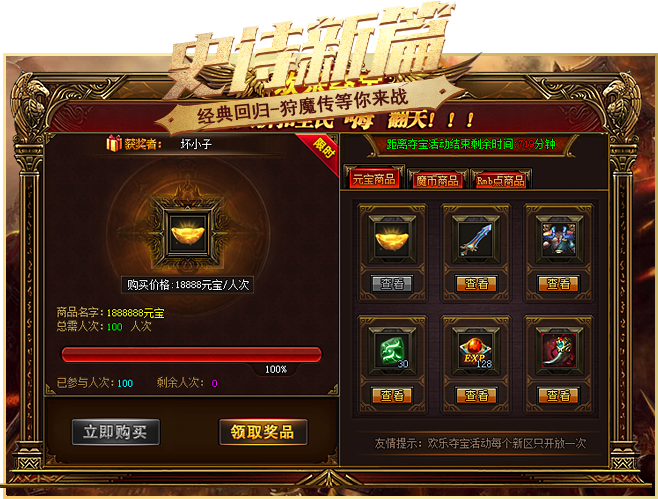 史诗新篇
经典回归-狩魔传等你来战
嗨 翻天!!!
获奖者: 坏小子
限时
距离夺宝活动结束剩余时间 分钟
元宝商品 魔币商品 Rmb点商品
购买价格:18888元宝/人次
查看 查看 查看
商品名字:1888888元宝
总需人次:100 人次
100%
已参与人次:100 剩余人次: 0
30
EXP 128
查看 查看 查看
立即购买 领取奖品
友情提示: 欢乐夺宝活动每个新区只开放一次